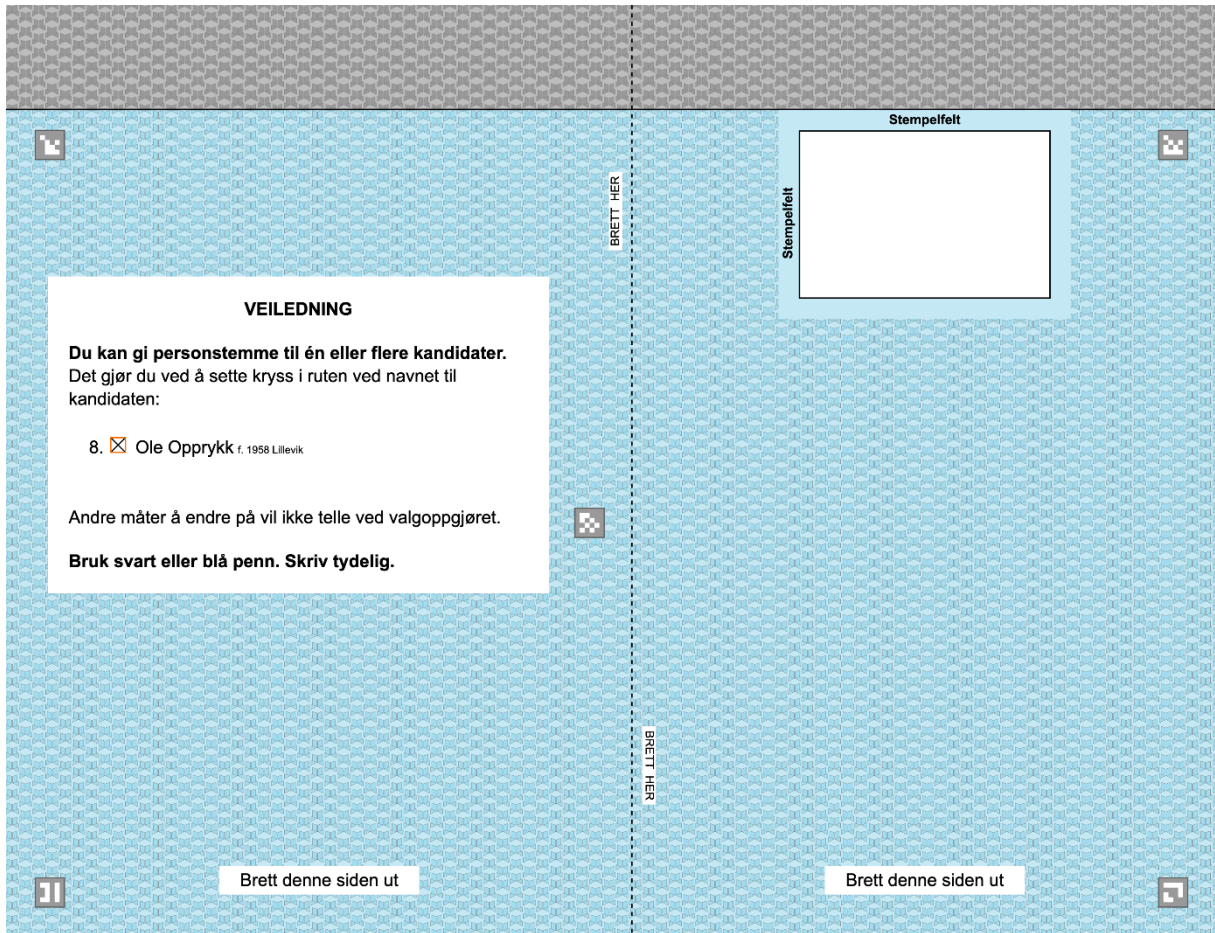 VEILEDNING
Du kan gi personstemme til én eller flere kandidater.
Det gjør du ved å sette kryss i ruten ved navnet til
kandidaten:
8. Ole Opprykk f. 1958 Lillevik
Andre måter å endre på vil ikke telle ved valgoppgjøret.
Bruk svart eller blå penn. Skriv tydelig.
Brett denne siden ut
BRETT HER
BRETT HER
Stempelfelt
Stempelfelt
Brett denne siden ut